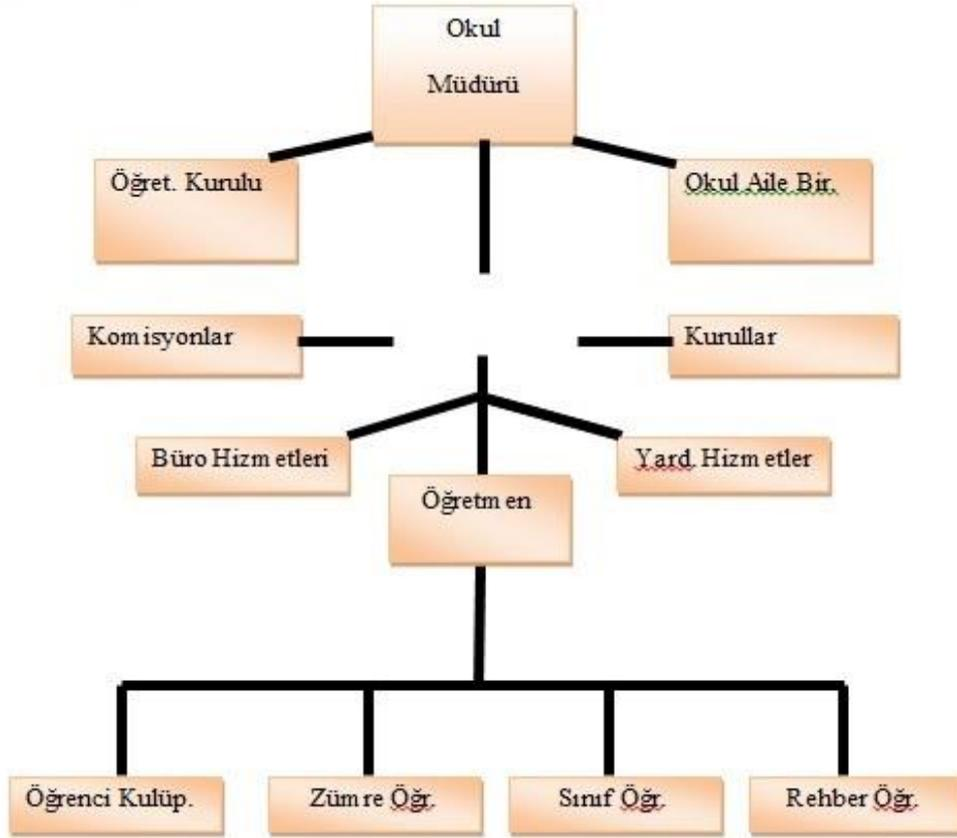 Okul
Müdürü
Öğret. Kurulu
Okul Aile Bir.
Komisyonlar
Kurullar
Büro Hizmetleri
Yard. Hizmetler
Öğretmen
Öğrenci Kulüp.
Zümre Öğr.
Sınıf Öğr.
Rehber Öğr.